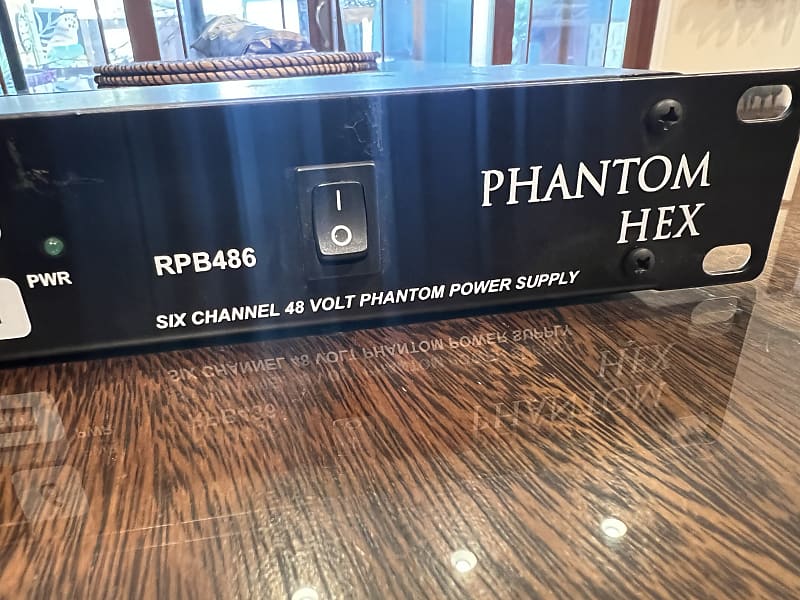 PHANTOM
HEX
PWR
RPB486
SIX CHANNEL 48 VOLT PHANTOM POWER SUPPLY